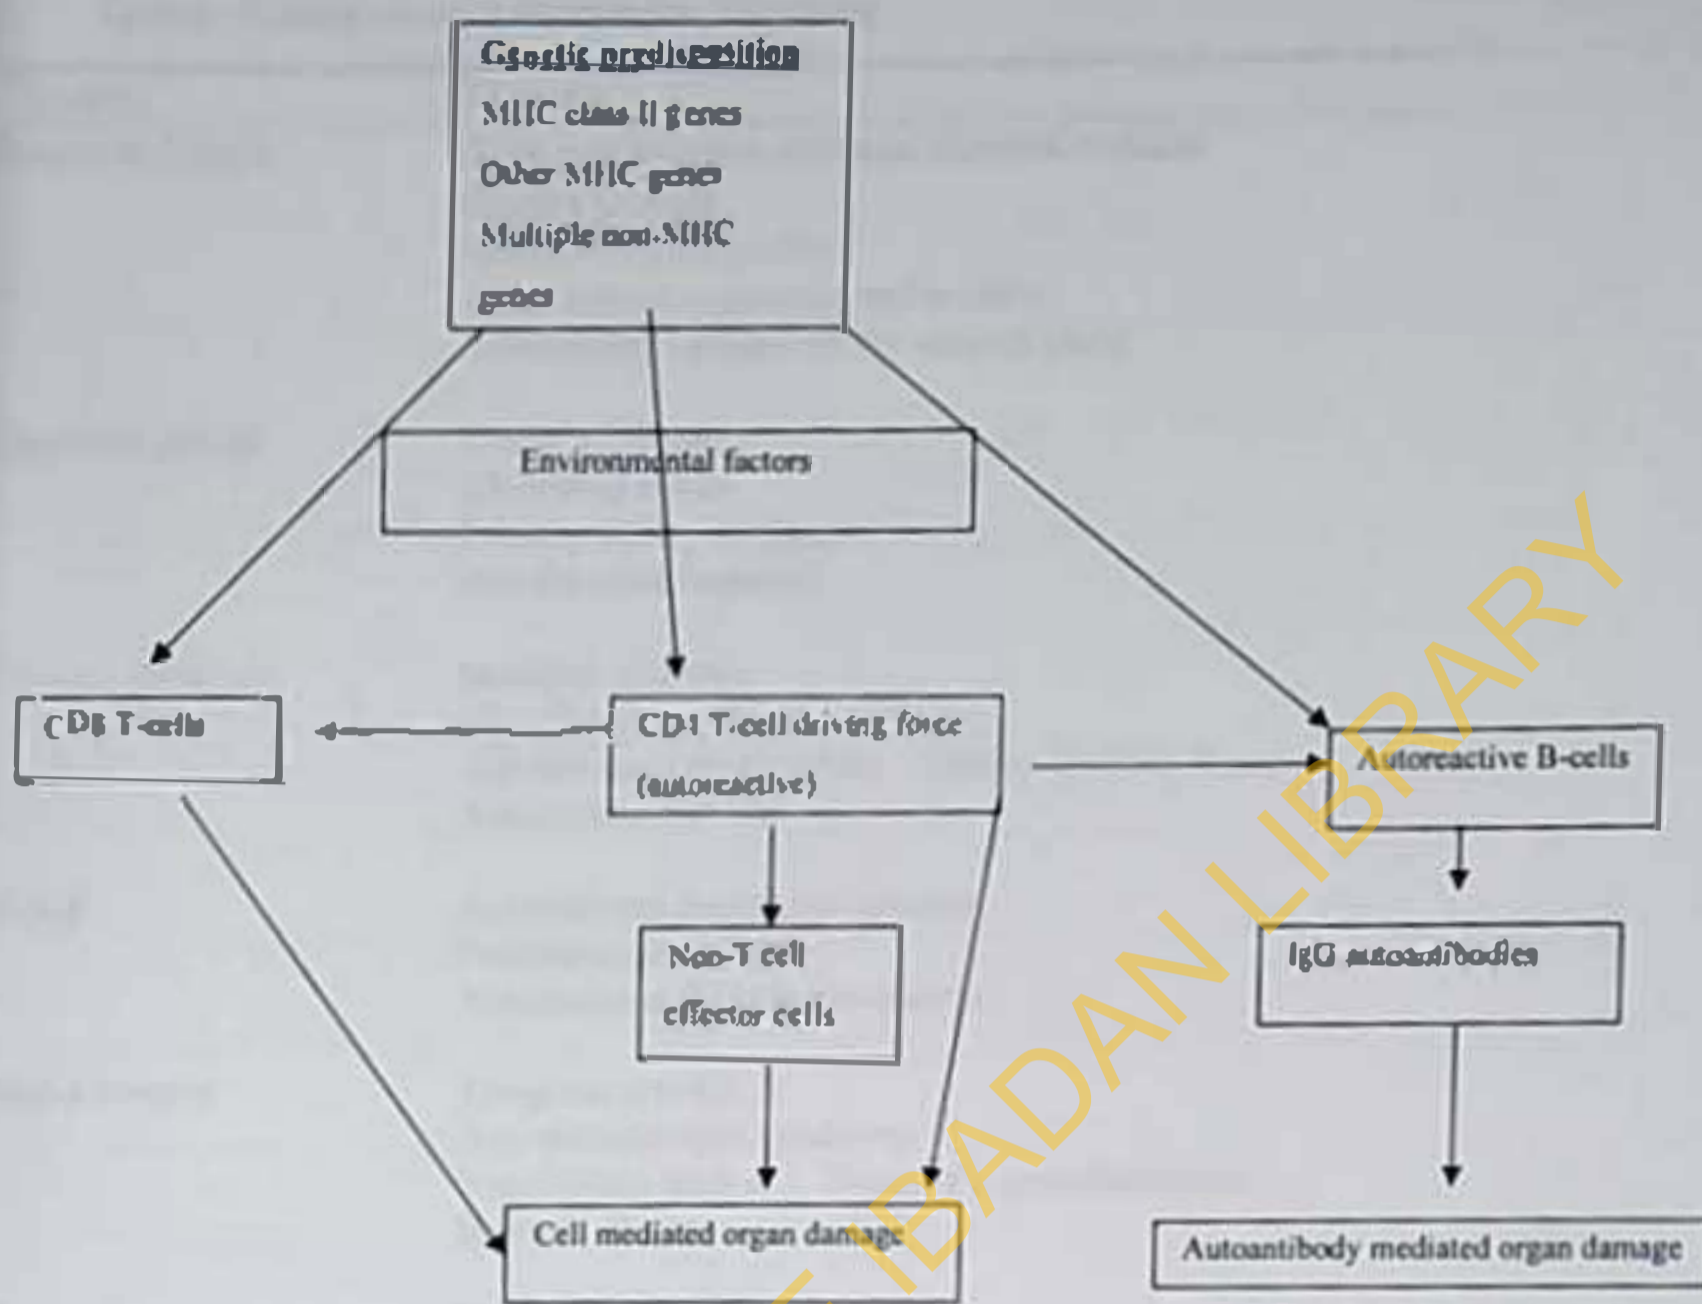 Genetic predisposition
MHC class II genes
Other MHC genes
Multiple non-MHC
genes
Environmental factors
CD8 T-cells
CD4 T-cell driving force
(autoreactive)
Autoreactive B-cells
Non-T cell
effector cells
IgG autoantibodies
Cell mediated organ damage
Autoantibody mediated organ damage
IBADAN LIBRARY